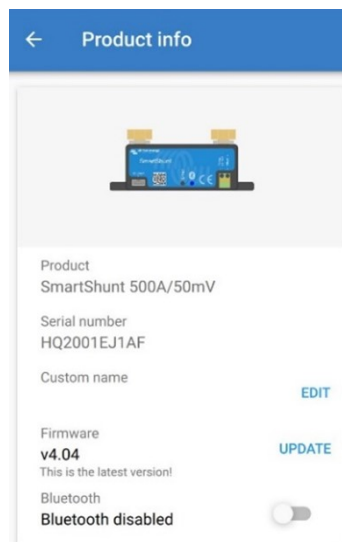 Product info
SmartShunt
Product
SmartShunt 500A/50mV
Serial number
HQ2001EJ1AF
Custom name
EDIT
Firmware
v4.04
UPDATE
This is the latest version!
Bluetooth
Bluetooth disabled